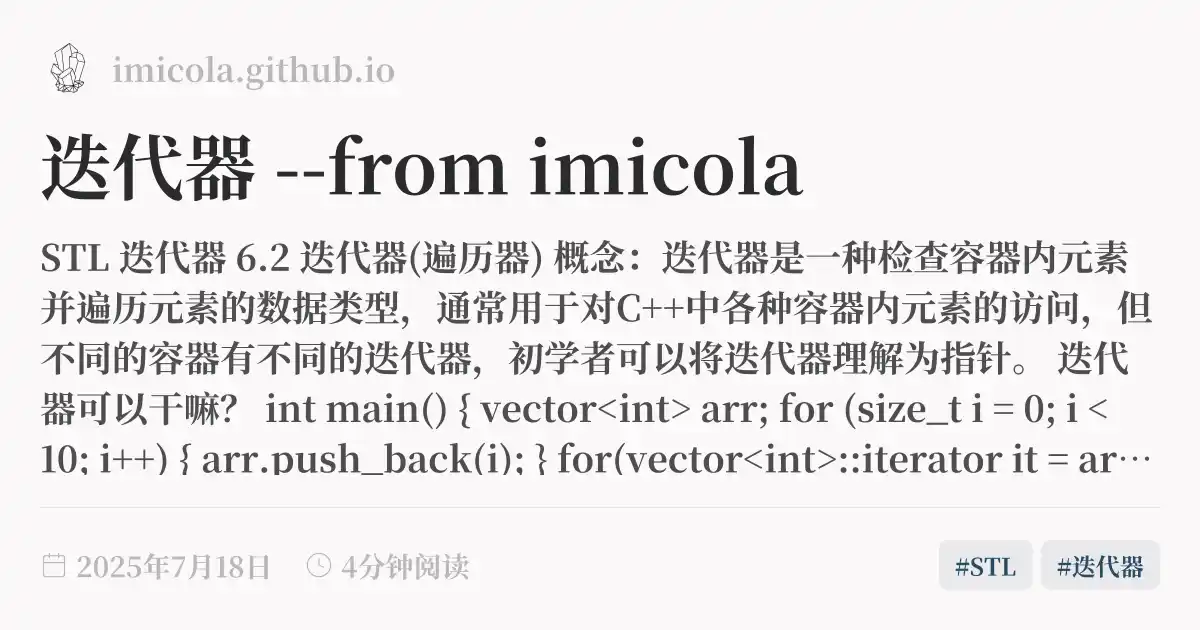 imicola.github.io
迭代器 --from imicola
STL 迭代器 6.2 迭代器(遍历器) 概念：迭代器是一种检查容器内元素
并遍历元素的数据类型，通常用于对C++中各种容器内元素的访问，但
不同的容器有不同的迭代器，初学者可以将迭代器理解为指针。 迭代
器可以干嘛？ int main() { vector<int> arr; for (size_t i = 0; i <
10; i++) { arr.push_back(i); } for(vector<int>::iterator it = ar…
2025年7月18日 4分钟阅读 #STL #迭代器